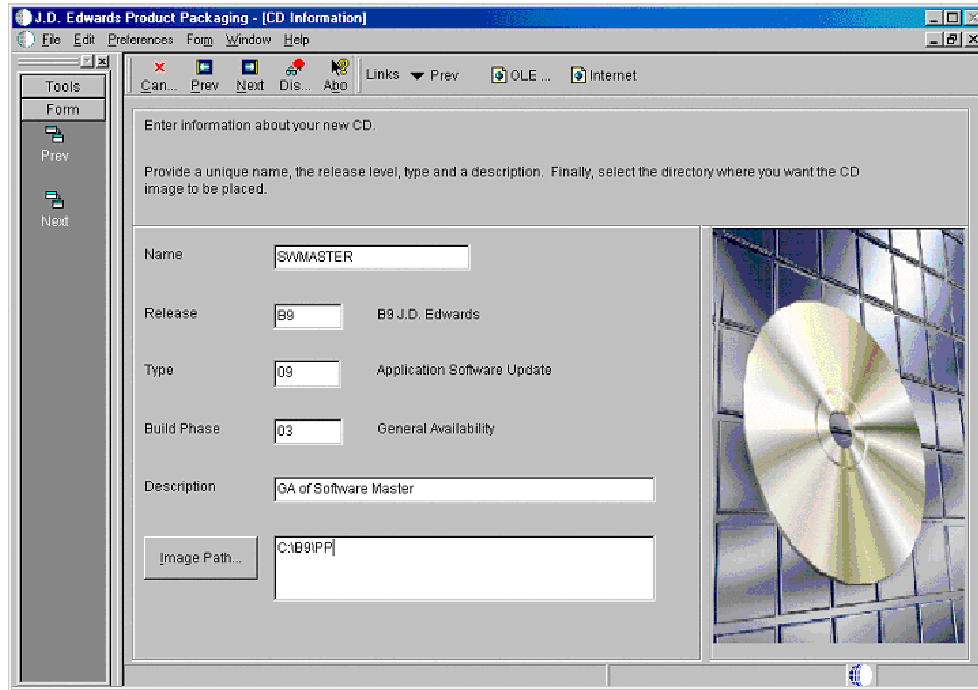 J.D. Edwards Product Packaging - [CD Information]
File Edit Preferences Form Window Help
Tools
Form
Prev
Next
Can... Prev Next Dis... Abo Links Prev OLE ... Internet
Enter information about your new CD.
Provide a unique name, the release level, type and a description. Finally, select the directory where you want the CD
image to be placed.
Name SWMASTER
Release B9 B9 J.D. Edwards
Type 09 Application Software Update
Build Phase 03 General Availability
Description GA of Software Master
Image Path... C:\B9\PP